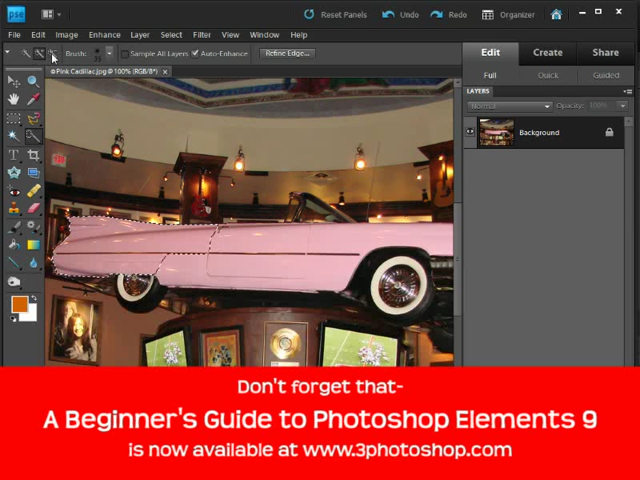 pse
Reset Panels
Undo
Redo
Organizer
File Edit Image Enhance Layer Select Filter View Window Help
Brush:
Sample All Layers
Auto-Enhance
Refine Edge...
Edit Create Share
Pink Cadillac.jpg @ 100% (RGB/8*)
Full Quick Guided
LAYERS
Normal
Opacity: 100%
Background
Don't forget that-
A Beginner's Guide to Photoshop Elements 9
is now available at www.3photoshop.com